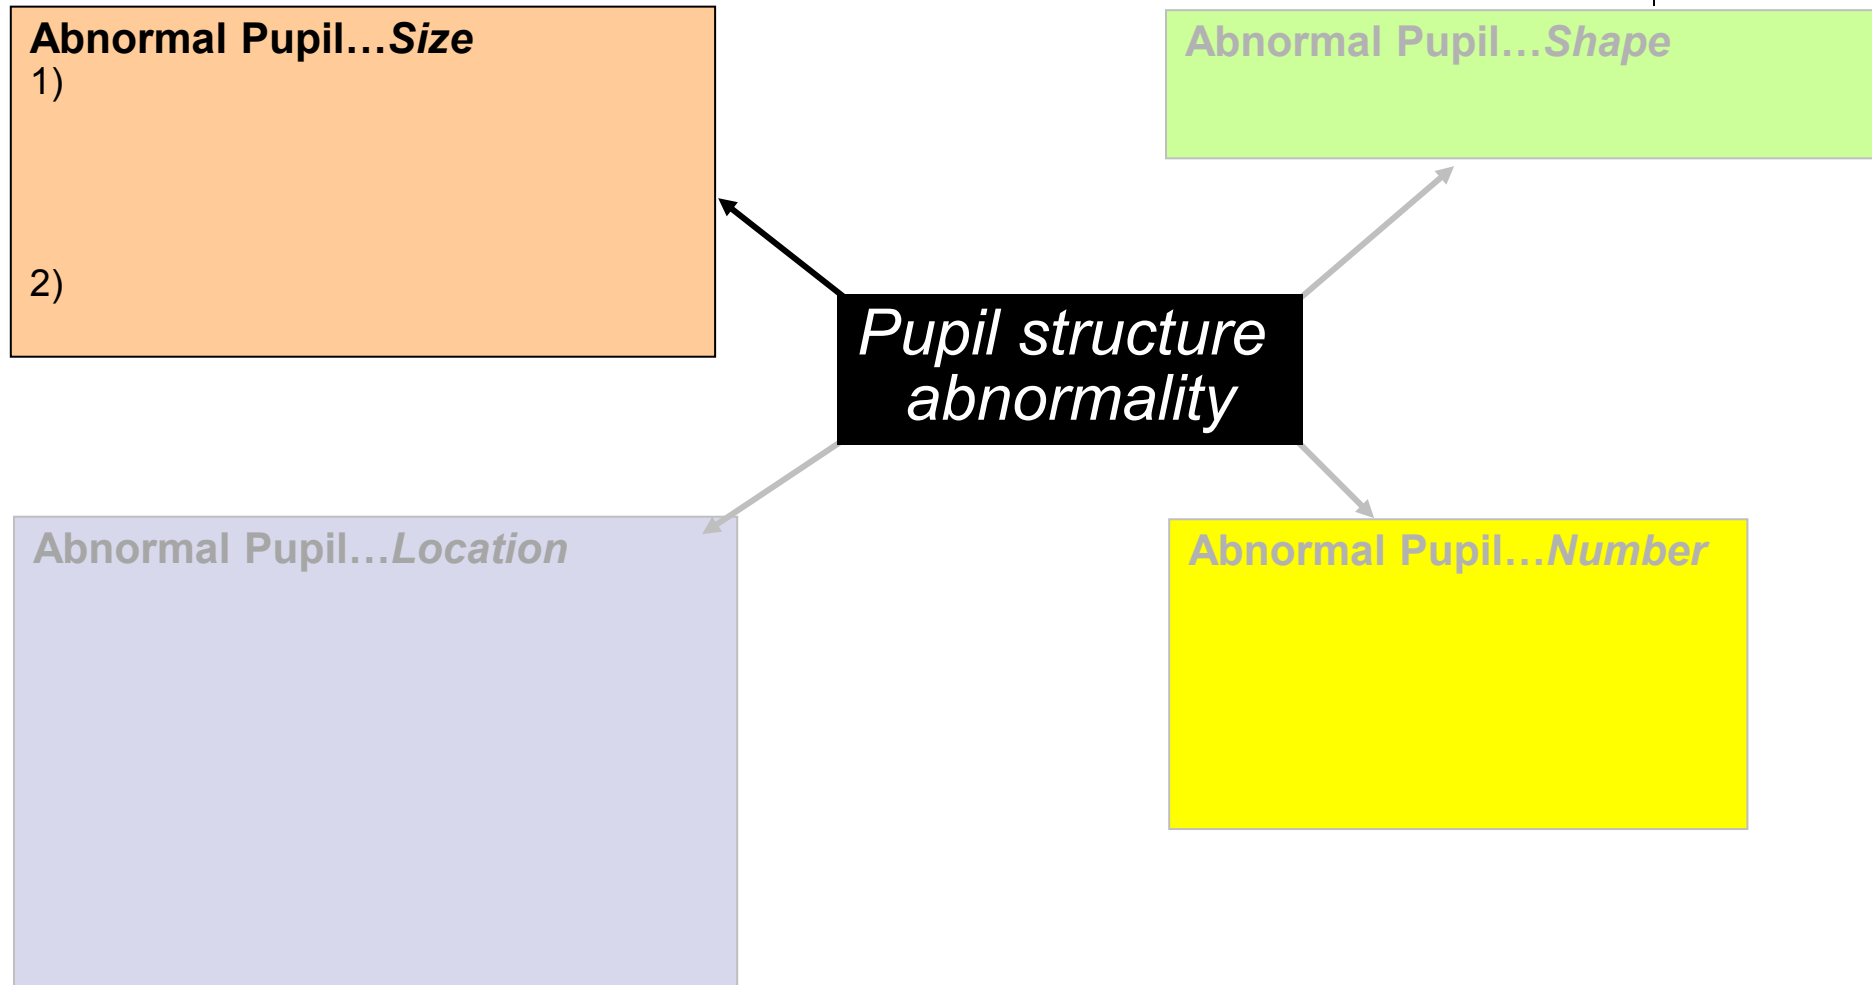 Abnormal Pupil…Size
1)
2)
Abnormal Pupil…Shape
Pupil structure
abnormality
Abnormal Pupil…Location
Abnormal Pupil…Number